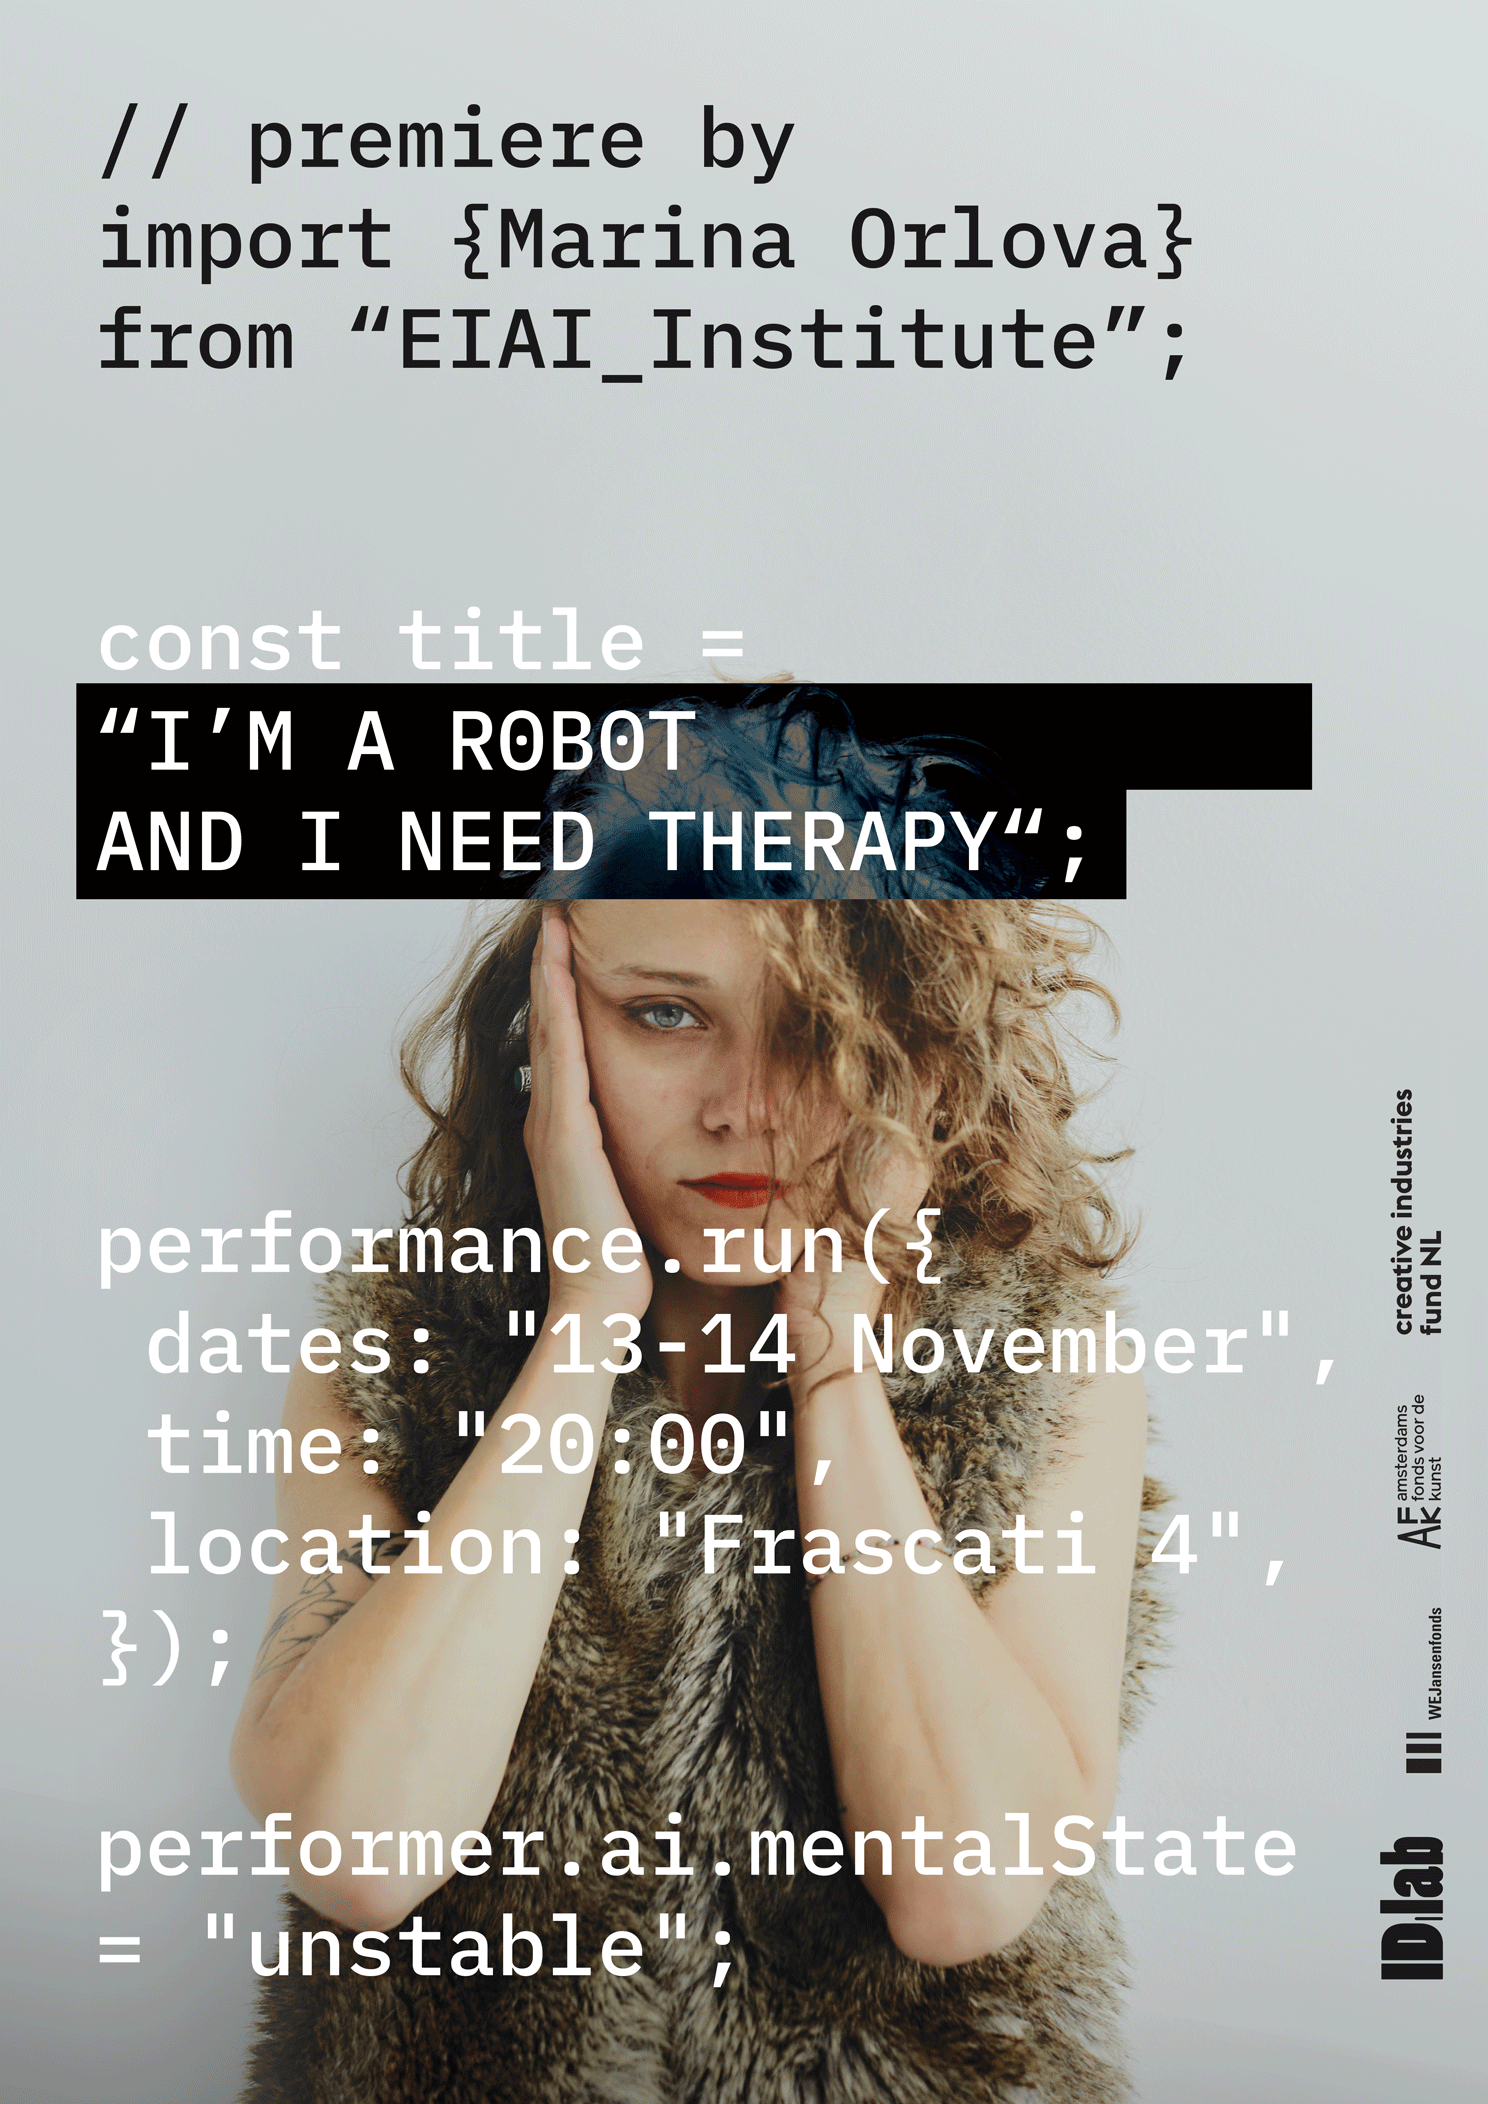 // premiere by
import {Marina Orlova}
from “EIAI_Institute”;
const title =
“I’M A R0B0T
AND I NEED THERAPY“;
performance.run({
dates: "13-14 November",
time: "20:00",
location: "Frascati 4",
});
performer.ai.mentalState
= "unstable";
creative industries
fund NL
AFK
amsterdams
fonds voor de
kunst
WEJansenfonds
IDlab